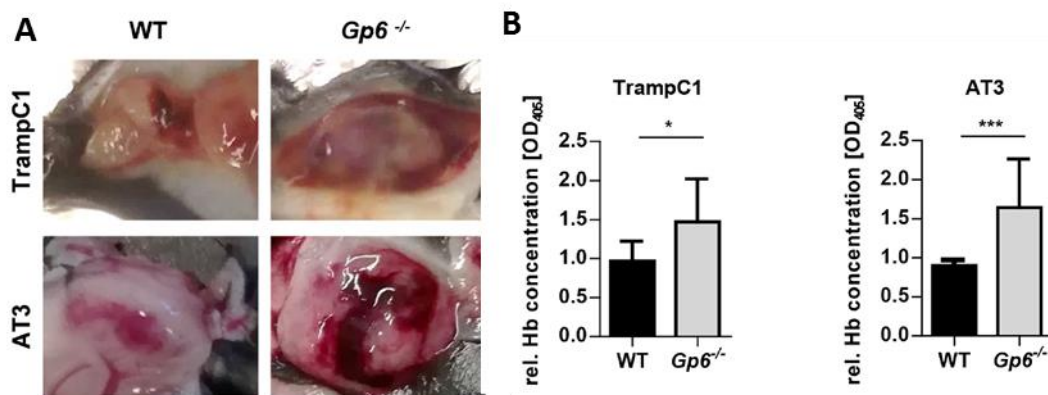 A
WT
Gp6 -/-
TrampC1
AT3
B
TrampC1
rel. Hb concentration [OD405]
*
2.5
2.0
1.5
1.0
0.5
0.0
WT
Gp6-/-
AT3
rel. Hb concentration [OD405]
***
2.5
2.0
1.5
1.0
0.5
0.0
WT
Gp6-/-